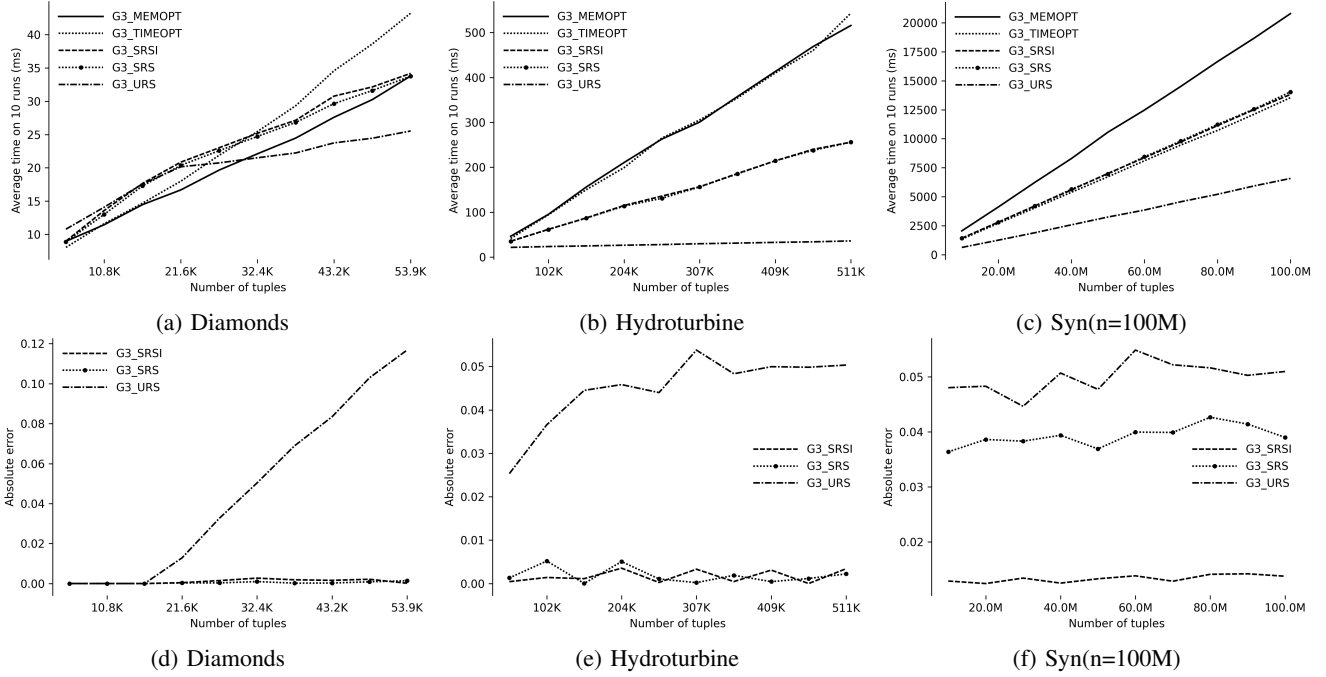 40
35
30
25
20
15
10
Average time on 10 runs (ms)
G3_MEMOPT
G3_TIMEOPT
G3_SRSI
G3_SRS
G3_URS
10.8K 21.6K 32.4K 43.2K 53.9K
Number of tuples
(a) Diamonds
500
400
300
200
100
0
Average time on 10 runs (ms)
G3_MEMOPT
G3_TIMEOPT
G3_SRSI
G3_SRS
G3_URS
102K 204K 307K 409K 511K
Number of tuples
(b) Hydroturbine
20000
17500
15000
12500
10000
7500
5000
2500
0
Average time on 10 runs (ms)
G3_MEMOPT
G3_TIMEOPT
G3_SRSI
G3_SRS
G3_URS
20.0M 40.0M 60.0M 80.0M 100.0M
Number of tuples
(c) Syn(n=100M)
0.12
0.10
0.08
0.06
0.04
0.02
0.00
Absolute error
G3_SRSI
G3_SRS
G3_URS
10.8K 21.6K 32.4K 43.2K 53.9K
Number of tuples
(d) Diamonds
0.05
0.04
0.03
0.02
0.01
0.00
Absolute error
G3_SRSI
G3_SRS
G3_URS
102K 204K 307K 409K 511K
Number of tuples
(e) Hydroturbine
0.05
0.04
0.03
0.02
Absolute error
G3_SRSI
G3_SRS
G3_URS
20.0M 40.0M 60.0M 80.0M 100.0M
Number of tuples
(f) Syn(n=100M)